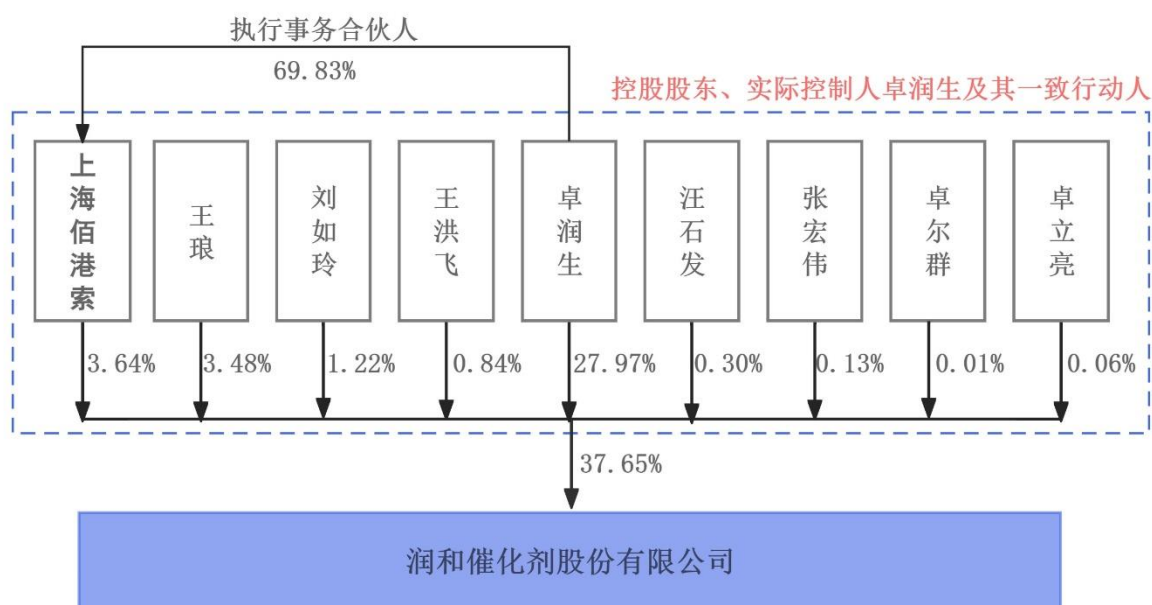 执行事务合伙人
69.83%
控股股东、实际控制人卓润生及其一致行动人
上海佰港索
王琅
刘如玲
王洪飞
卓润生
汪石发
张宏伟
卓尔群
卓立亮
3.64%
3.48%
1.22%
0.84%
27.97%
0.30%
0.13%
0.01%
0.06%
37.65%
润和催化剂股份有限公司